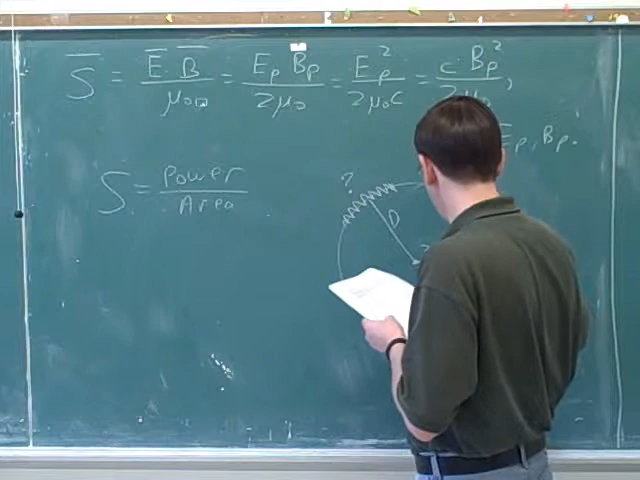 S̅ = E̅·B̅/μ₀ = E_p B_p/2μ₀ = E_p²/2μ₀c = c·B_p²/2μ₀,
E_p, B_p.
S = Power/Area
?
D